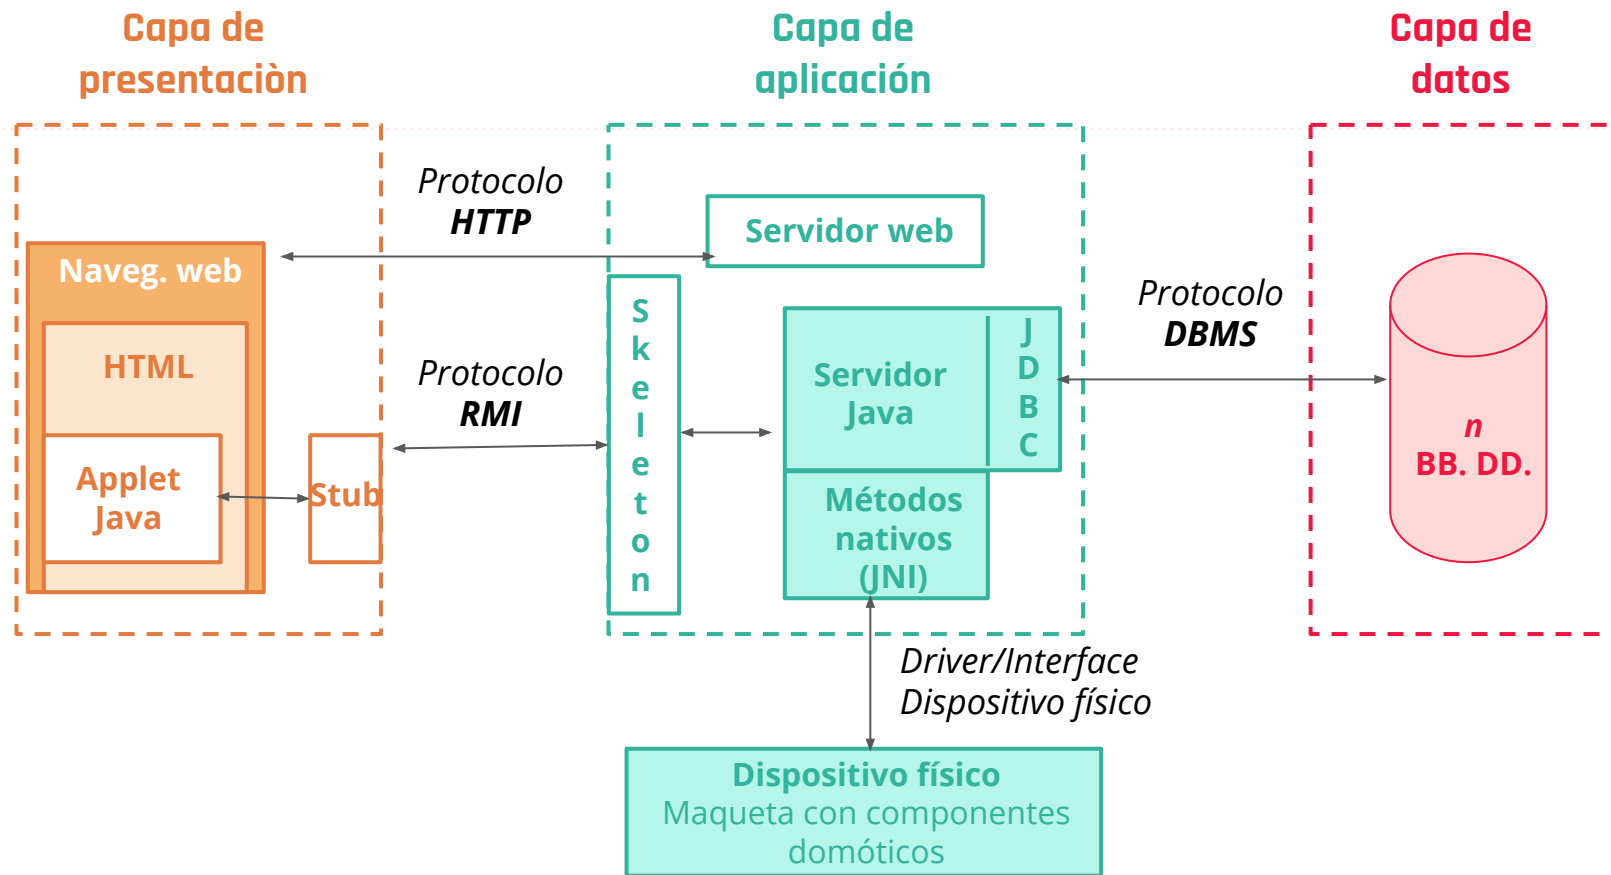 Capa de
presentaciòn
Capa de
aplicación
Capa de
datos
Protocolo
HTTP
Servidor web
Naveg. web
HTML
Applet
Java
Stub
Protocolo
RMI
S
k
e
l
e
t
o
n
Servidor
Java
J
D
B
C
Métodos
nativos
(JNI)
Protocolo
DBMS
n
BB. DD.
Driver/Interface
Dispositivo físico
Dispositivo físico
Maqueta con componentes
domóticos